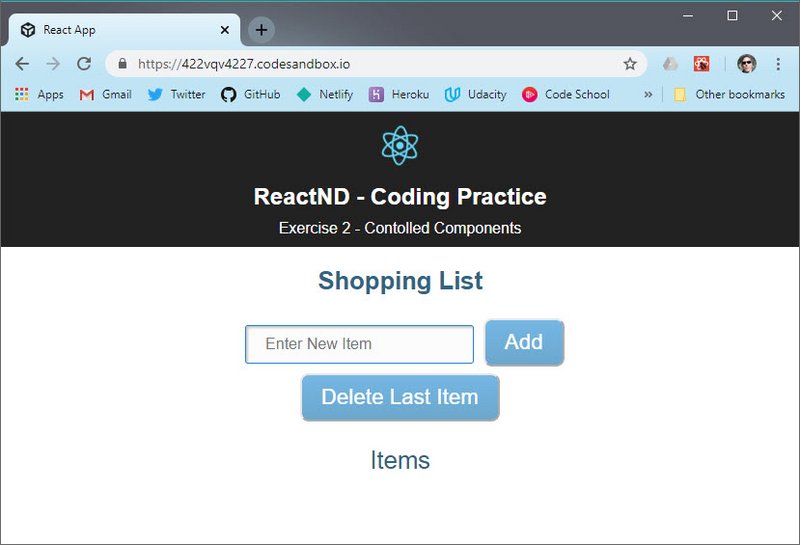 React App
https://422vqv4227.codesandbox.io
Apps Gmail Twitter GitHub Netlify Heroku Udacity Code School » Other bookmarks
ReactND - Coding Practice
Exercise 2 - Contolled Components
Shopping List
Enter New Item Add
Delete Last Item
Items